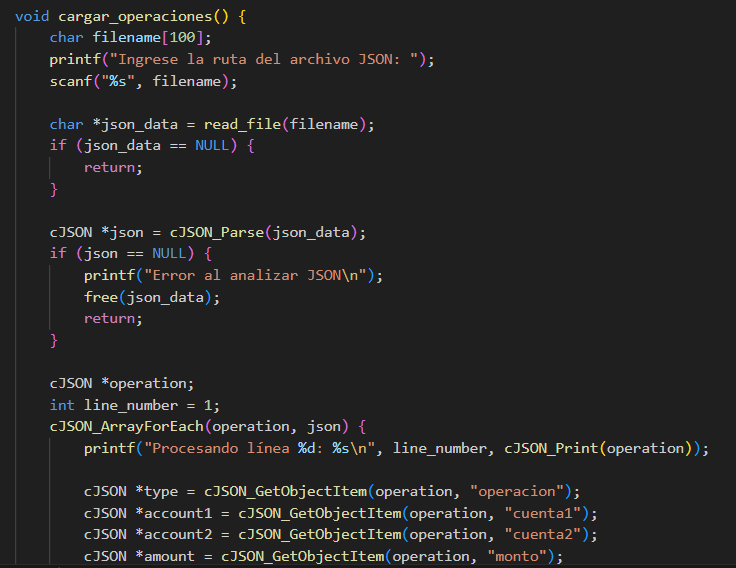 void cargar_operaciones() {
    char filename[100];
    printf("Ingrese la ruta del archivo JSON: ");
    scanf("%s", filename);

    char *json_data = read_file(filename);
    if (json_data == NULL) {
        return;
    }

    cJSON *json = cJSON_Parse(json_data);
    if (json == NULL) {
        printf("Error al analizar JSON\n");
        free(json_data);
        return;
    }

    cJSON *operation;
    int line_number = 1;
    cJSON_ArrayForEach(operation, json) {
        printf("Procesando línea %d: %s\n", line_number, cJSON_Print(operation));

        cJSON *type = cJSON_GetObjectItem(operation, "operacion");
        cJSON *account1 = cJSON_GetObjectItem(operation, "cuenta1");
        cJSON *account2 = cJSON_GetObjectItem(operation, "cuenta2");
        cJSON *amount = cJSON_GetObjectItem(operation, "monto");